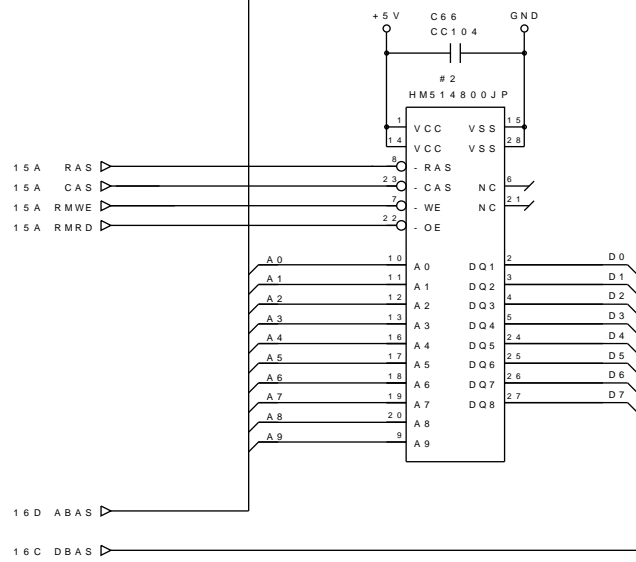 +5V C66 GND
CC104
#2
HM514800JP
1 VCC VSS 15
14 VCC VSS 28
15A RAS 8 -RAS
15A CAS 23 -CAS NC 6
15A RMWE 7 -WE NC 21
15A RMRD 22 -OE
A0 10 A0 DQ1 2 D0
A1 11 A1 DQ2 3 D1
A2 12 A2 DQ3 4 D2
A3 13 A3 DQ4 5 D3
A4 16 A4 DQ5 24 D4
A5 17 A5 DQ6 25 D5
A6 18 A6 DQ7 26 D6
A7 19 A7 DQ8 27 D7
A8 20 A8
A9 9 A9
16D ABAS
16C DBAS